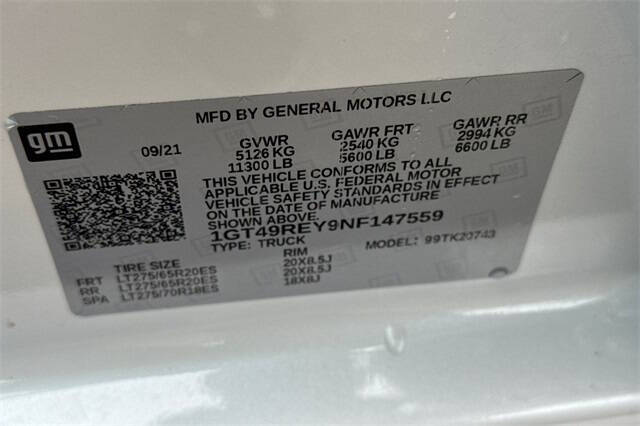 MFD BY GENERAL MOTORS LLC
gm
09/21
GVWR GAWR FRT GAWR RR
5126 KG 2540 KG 2994 KG
11300 LB 5600 LB 6600 LB
THIS VEHICLE CONFORMS TO ALL
APPLICABLE U.S. FEDERAL MOTOR
VEHICLE SAFETY STANDARDS IN EFFECT
ON THE DATE OF MANUFACTURE
SHOWN ABOVE.
1GT49REY9NF147559
TYPE: TRUCK MODEL: 99TK20743
TIRE SIZE RIM
FRT LT275/65R20ES 20X8.5J
RR LT275/65R20ES 20X8.5J
SPA LT275/70R18ES 18X8J